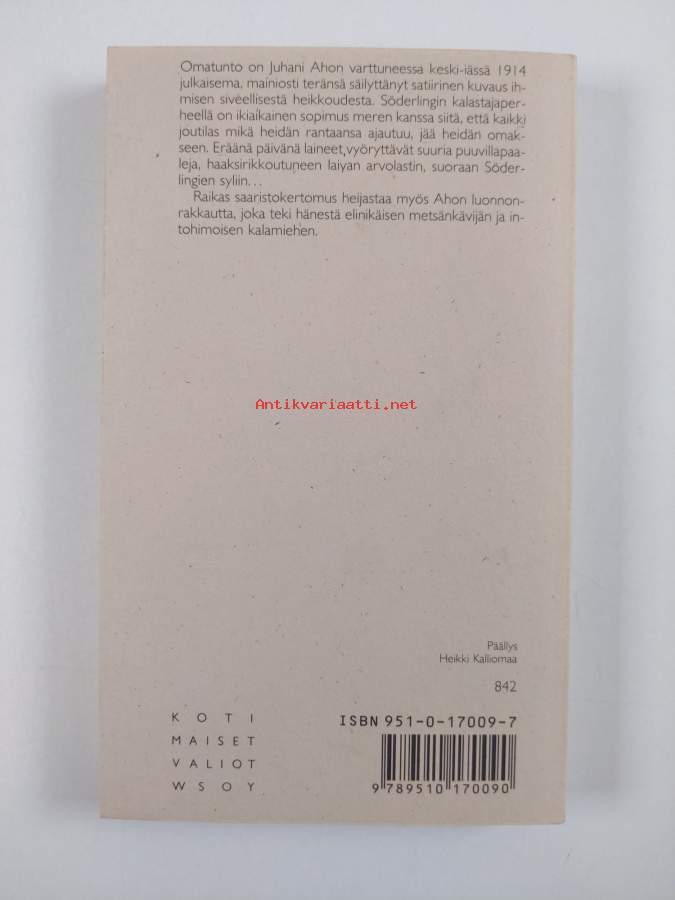 Omatunto on Juhani Ahon varttuneessa keski-iässä 1914
julkaisema, mainiosti teränsä säilyttänyt satiirinen kuvaus ih-
misen siveellisestä heikkoudesta. Söderlingin kalastajaper-
heellä on ikiaikainen sopimus meren kanssa siitä, että kaikki
joutilas mikä heidän rantaansa ajautuu, jää heidän omak-
seen. Eräänä päivänä laineet vyöryttävät suuria puuvillapaa-
leja, haaksirikkoutuneen laivan arvolastin, suoraan Söder-
lingien syliin...
Raikas saaristokertomus heijastaa myös Ahon luonnon-
rakkautta, joka teki hänestä elinikäisen metsänkävijän ja in-
tohimoisen kalamiehen.
Antikvariaatti.net
Päällys
Heikki Kalliomaa
842
KOTI
MAISET
VALIOT
WSOY
ISBN 951-0-17009-7
9 789510 170090